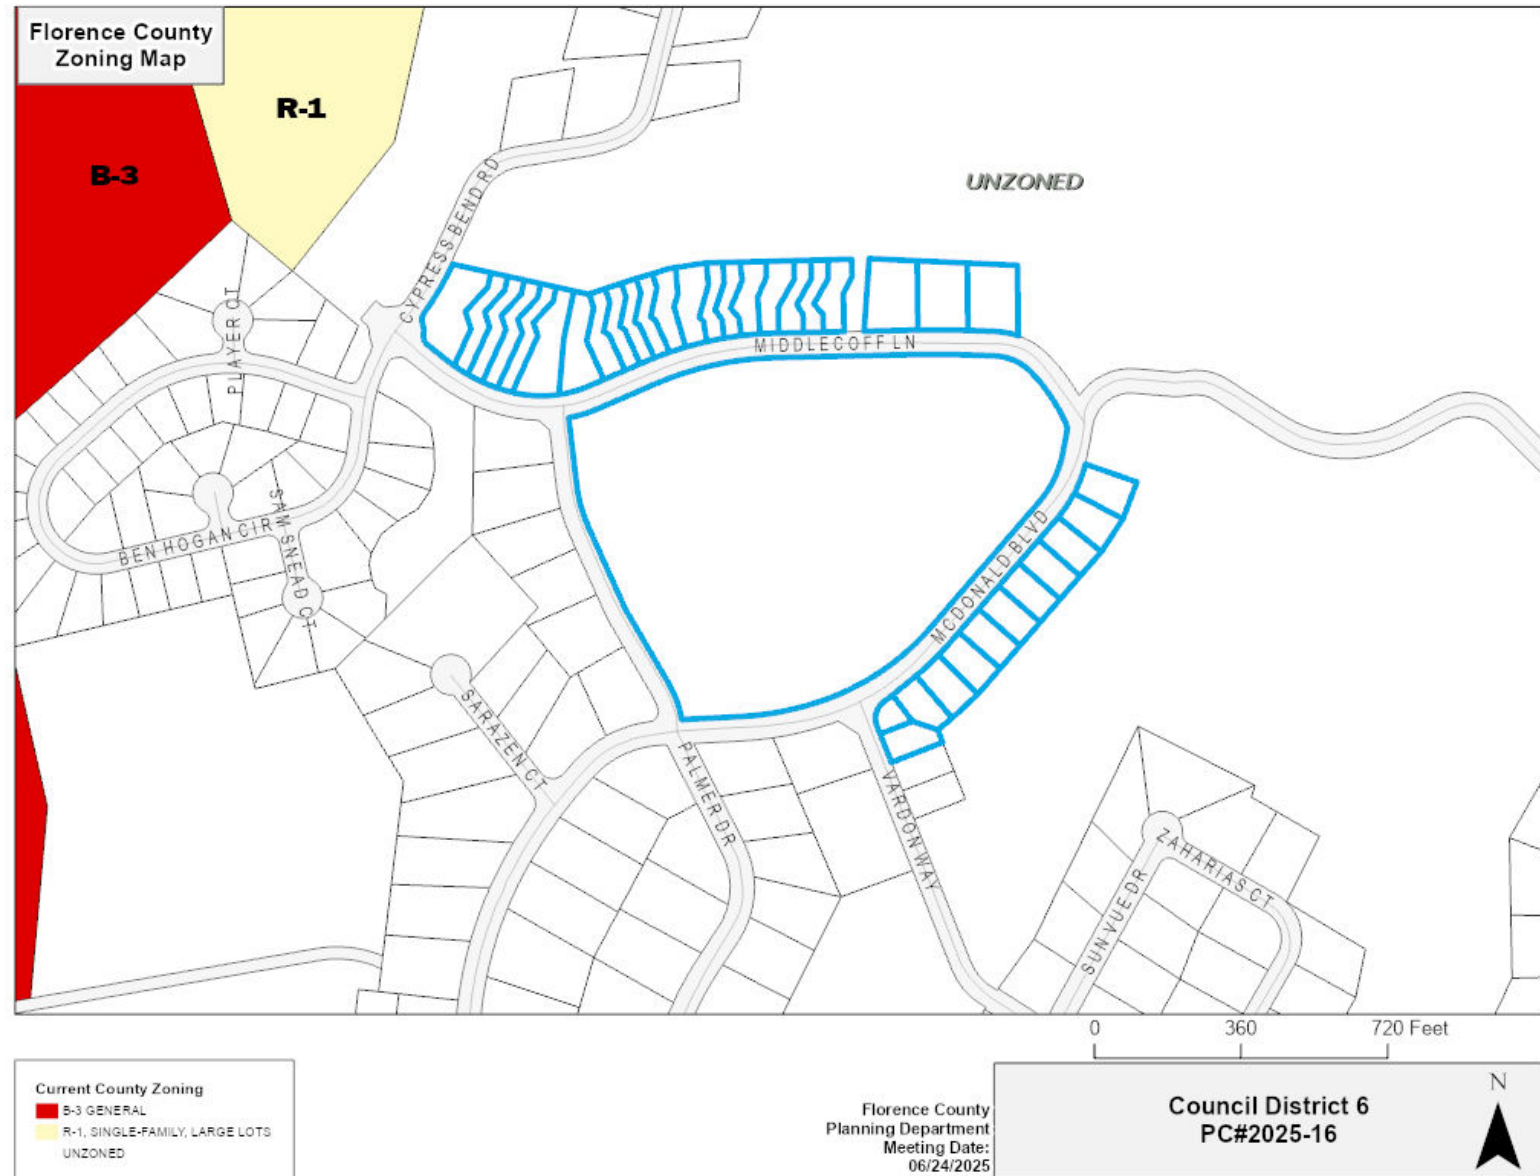 Florence County
Zoning Map
R-1
B-3
UNZONED
CYPRESS BEND RD
PLAYER CT
MIDDLECOFF LN
SAM SNEAD CT
BEN HOGAN CIR
MCDONALD BLVD
SARAZEN CT
PALMER DR
VARDON WAY
ZAHARIAS CT
SUN VUE DR
0 360 720 Feet
Current County Zoning
B-3 GENERAL
R-1, SINGLE-FAMILY, LARGE LOTS
UNZONED
Florence County
Planning Department
Meeting Date:
06/24/2025
Council District 6
PC#2025-16
N